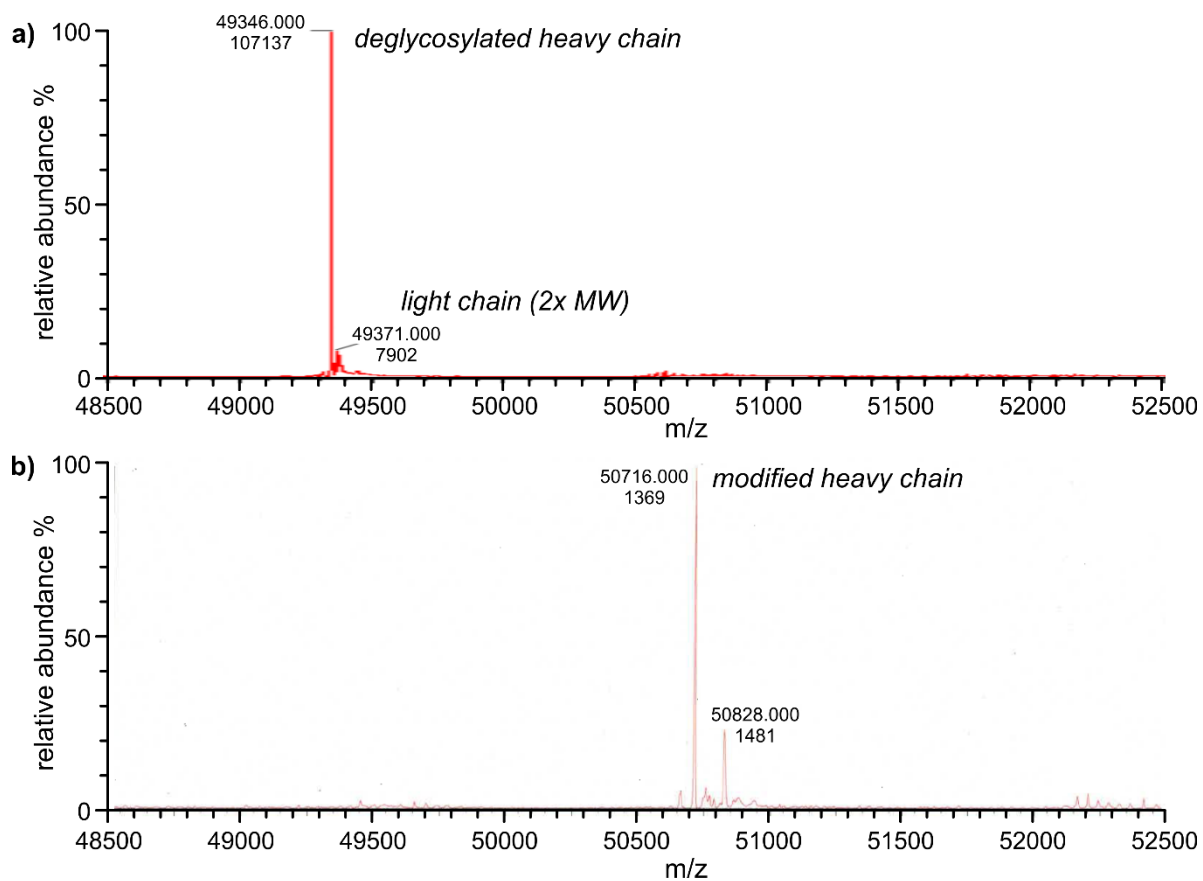 a)
relative abundance %
100
50
0
49346.000
107137
deglycosylated heavy chain
light chain (2x MW)
49371.000
7902
48500 49000 49500 50000 50500 51000 51500 52000 52500
m/z
b)
relative abundance %
100
50
0
50716.000
1369
modified heavy chain
50828.000
1481
48500 49000 49500 50000 50500 51000 51500 52000 52500
m/z